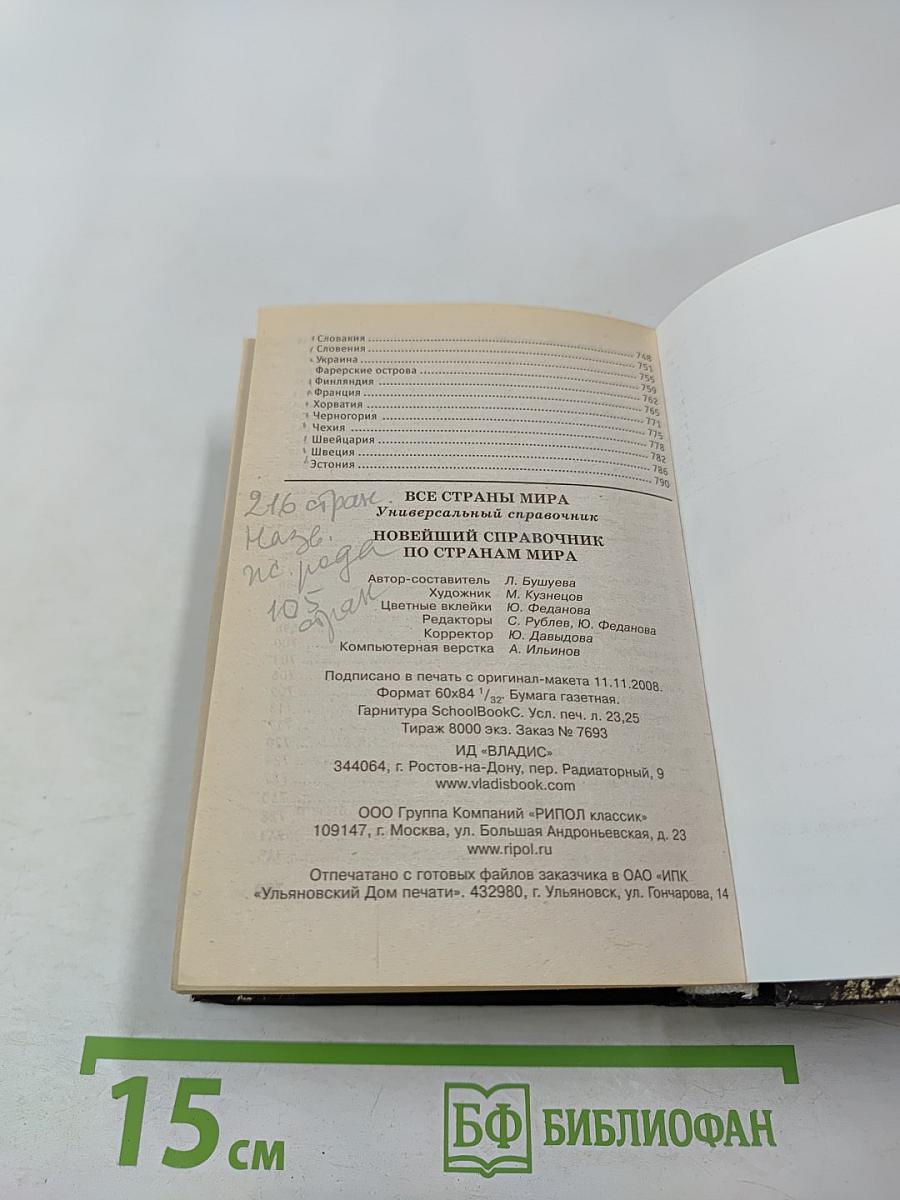 Словакия 748
Словения 751
Украина 755
Фарерские острова 759
Финляндия 762
Франция 765
Хорватия 771
Черногория 775
Чехия 778
Швейцария 782
Швеция 786
Эстония 790
216 стран.
Назв.
рода
105
стран
ВСЕ СТРАНЫ МИРА
Универсальный справочник
НОВЕЙШИЙ СПРАВОЧНИК
ПО СТРАНАМ МИРА
Автор-составитель Л. Бушуева
Художник М. Кузнецов
Цветные вклейки Ю. Феданова
Редакторы С. Рублев, Ю. Феданова
Корректор Ю. Давыдова
Компьютерная верстка А. Ильинов
Подписано в печать с оригинал-макета 11.11.2008.
Формат 60x84 1/32. Бумага газетная.
Гарнитура SchoolBookC. Усл. печ. л. 23,25
Тираж 8000 экз. Заказ № 7693
ИД «ВЛАДИС»
344064, г. Ростов-на-Дону, пер. Радиаторный, 9
www.vladisbook.com
ООО Группа Компаний «РИПОЛ классик»
109147, г. Москва, ул. Большая Андроньевская, д. 23
www.ripol.ru
Отпечатано с готовых файлов заказчика в ОАО «ИПК
«Ульяновский Дом печати». 432980, г. Ульяновск, ул. Гончарова, 14
15 см
БФ БИБЛИОФАН